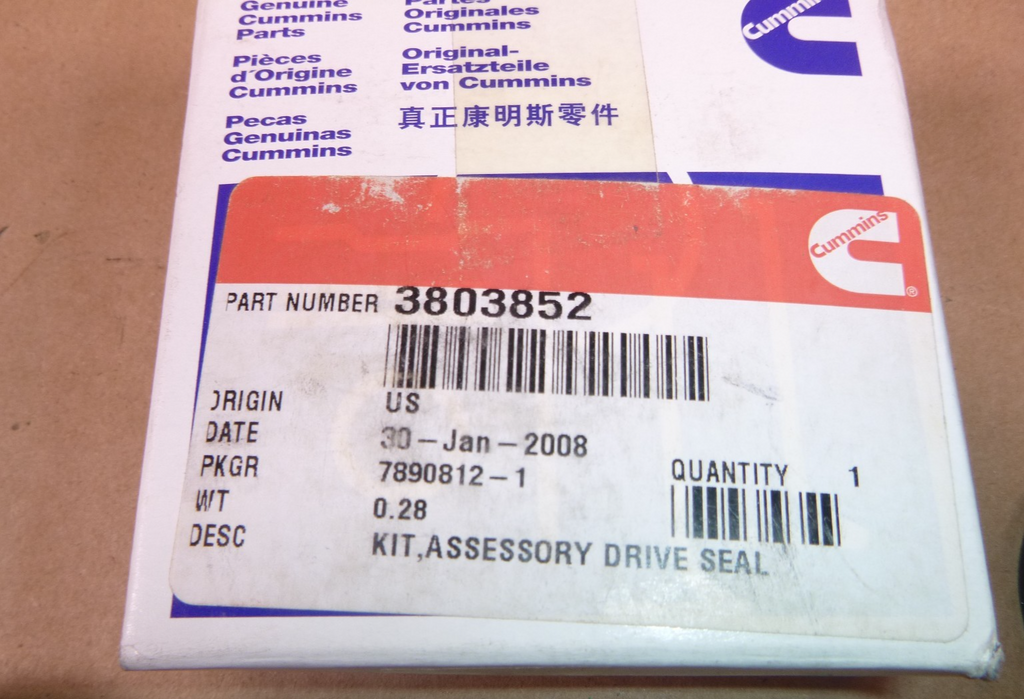 Genuine
Cummins
Parts
Partes
Originales
Cummins
Pièces
d'Origine
Cummins
Original-
Ersatzteile
von Cummins
Pecas
Genuinas
Cummins
真正康明斯零件
Cummins
Cummins
®
PART NUMBER 3803852
ORIGIN US
DATE 30-Jan-2008
PKGR 7890812-1
QUANTITY 1
WT 0.28
DESC KIT,ASSESSORY DRIVE SEAL